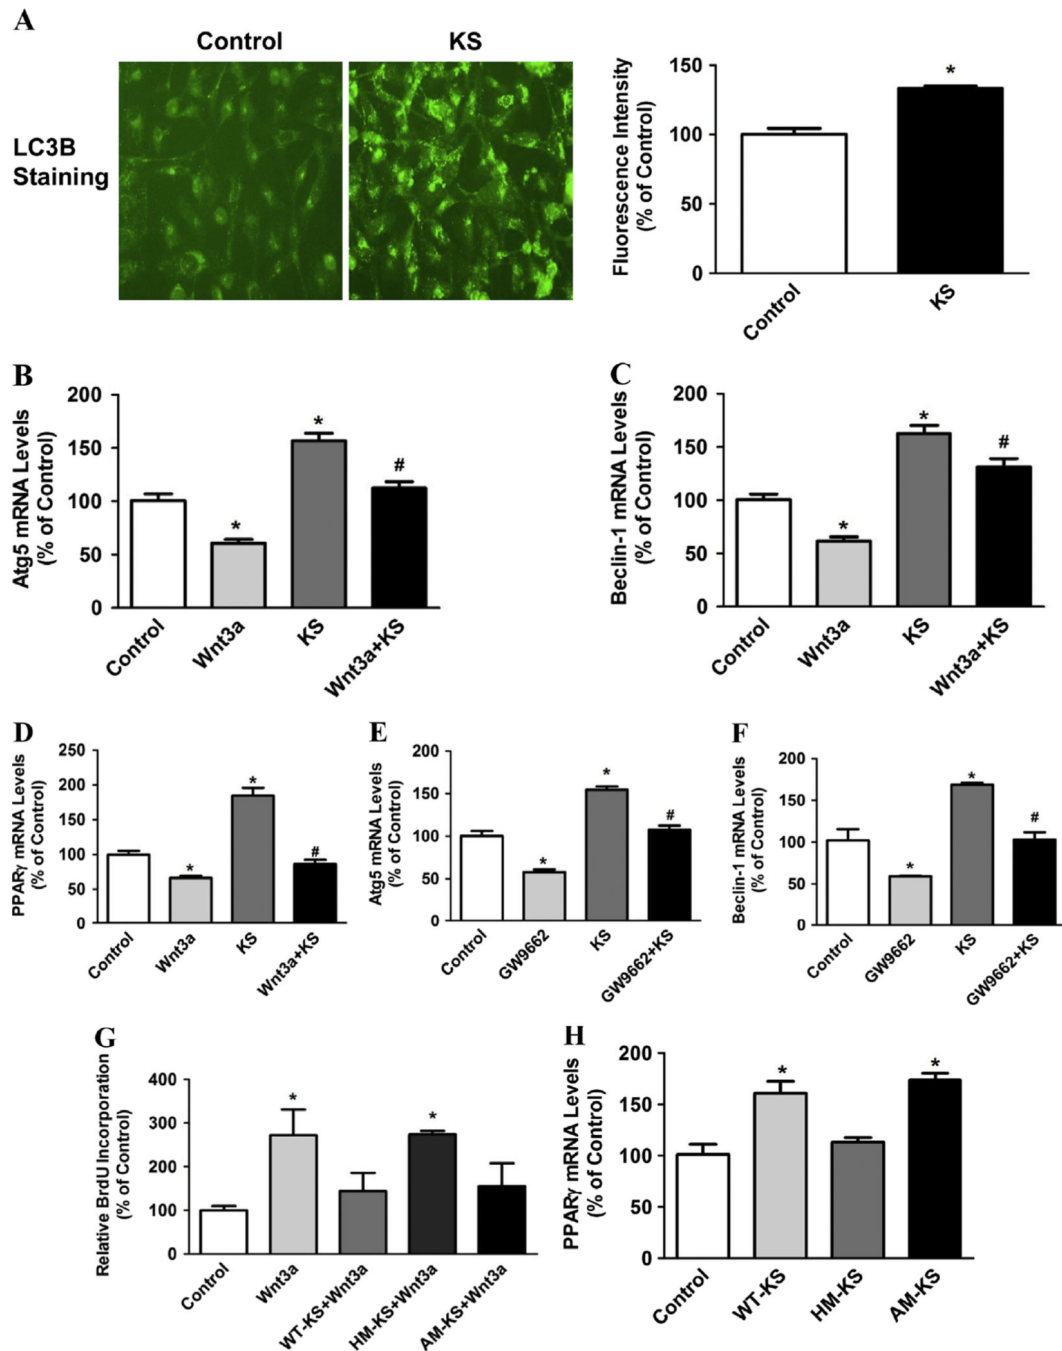 A
Control
KS
LC3B
Staining
Fluorescence Intensity
(% of Control)
150
100
50
0
*
Control
KS
B
Atg5 mRNA Levels
(% of Control)
200
150
100
50
0
*
*
#
Control
Wnt3a
KS
Wnt3a+KS
C
Beclin-1 mRNA Levels
(% of Control)
200
150
100
50
0
*
*
#
Control
Wnt3a
KS
Wnt3a+KS
D
PPARγ mRNA Levels
(% of Control)
250
200
150
100
50
0
*
*
#
Control
Wnt3a
KS
Wnt3a+KS
E
Atg5 mRNA Levels
(% of Control)
200
150
100
50
0
*
*
#
Control
GW9662
KS
GW9662+KS
F
Beclin-1 mRNA Levels
(% of Control)
200
150
100
50
0
*
*
#
Control
GW9662
KS
GW9662+KS
G
Relative BrdU Incorporation
(% of Control)
400
300
200
100
0
*
*
Control
Wnt3a
WT-KS+Wnt3a
HM-KS+Wnt3a
AM-KS+Wnt3a
H
PPARγ mRNA Levels
(% of Control)
200
150
100
50
0
*
*
Control
WT-KS
HM-KS
AM-KS